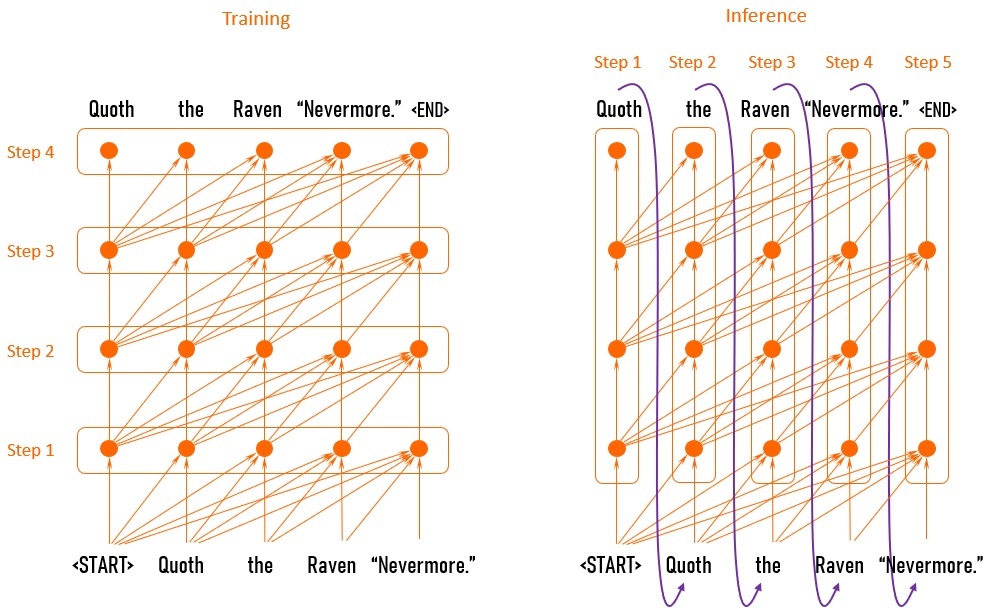 Training
Quoth the Raven “Nevermore.” <END>
Step 4
Step 3
Step 2
Step 1
<START> Quoth the Raven “Nevermore.”
Inference
Step 1 Step 2 Step 3 Step 4 Step 5
Quoth the Raven “Nevermore.” <END>
<START> Quoth the Raven “Nevermore.”